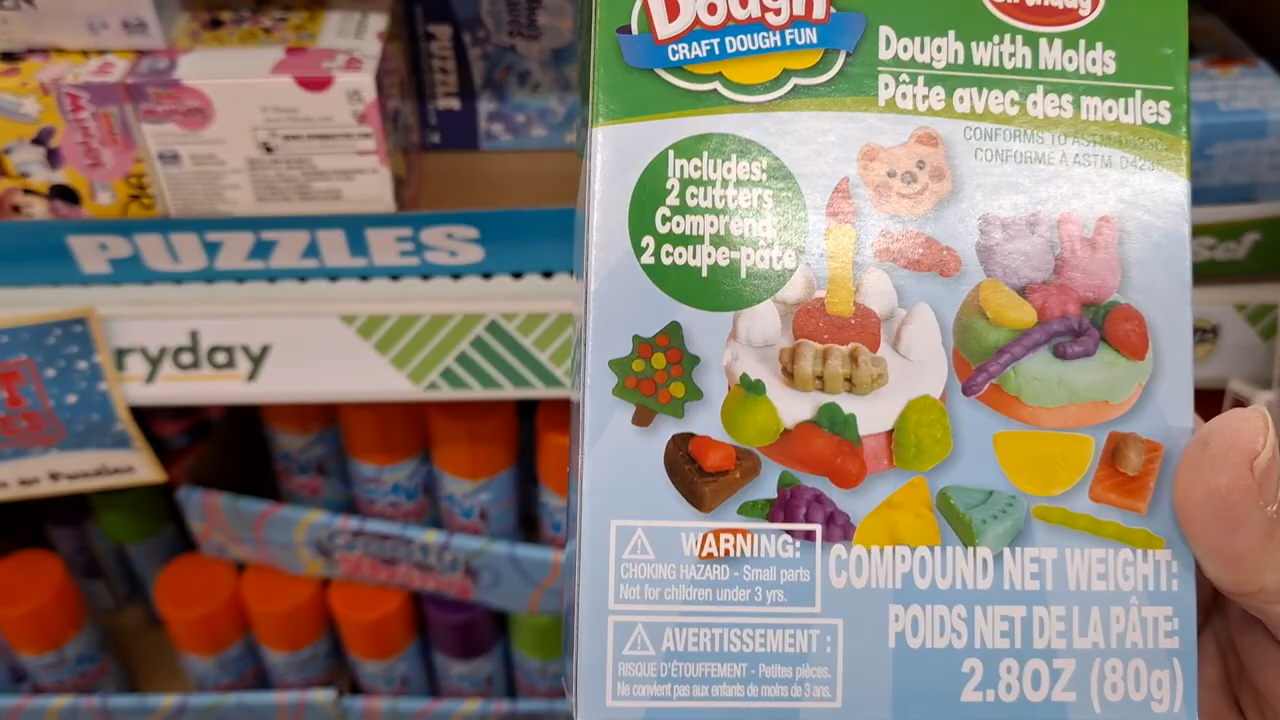 Dough
CRAFT DOUGH FUN
Birthday
Dough with Molds
Pâte avec des moules
CONFORMS TO ASTM
CONFORME À ASTM
Includes:
2 cutters
Comprend:
2 coupe-pâte
WARNING:
CHOKING HAZARD - Small parts
Not for children under 3 yrs.
AVERTISSEMENT :
RISQUE D'ÉTOUFFEMENT - Petites pièces.
Ne convient pas aux enfants de moins de 3 ans.
COMPOUND NET WEIGHT:
POIDS NET DE LA PÂTE:
2.8OZ (80g)
PUZZLE
PUZZLES
ryday
or Puzzles